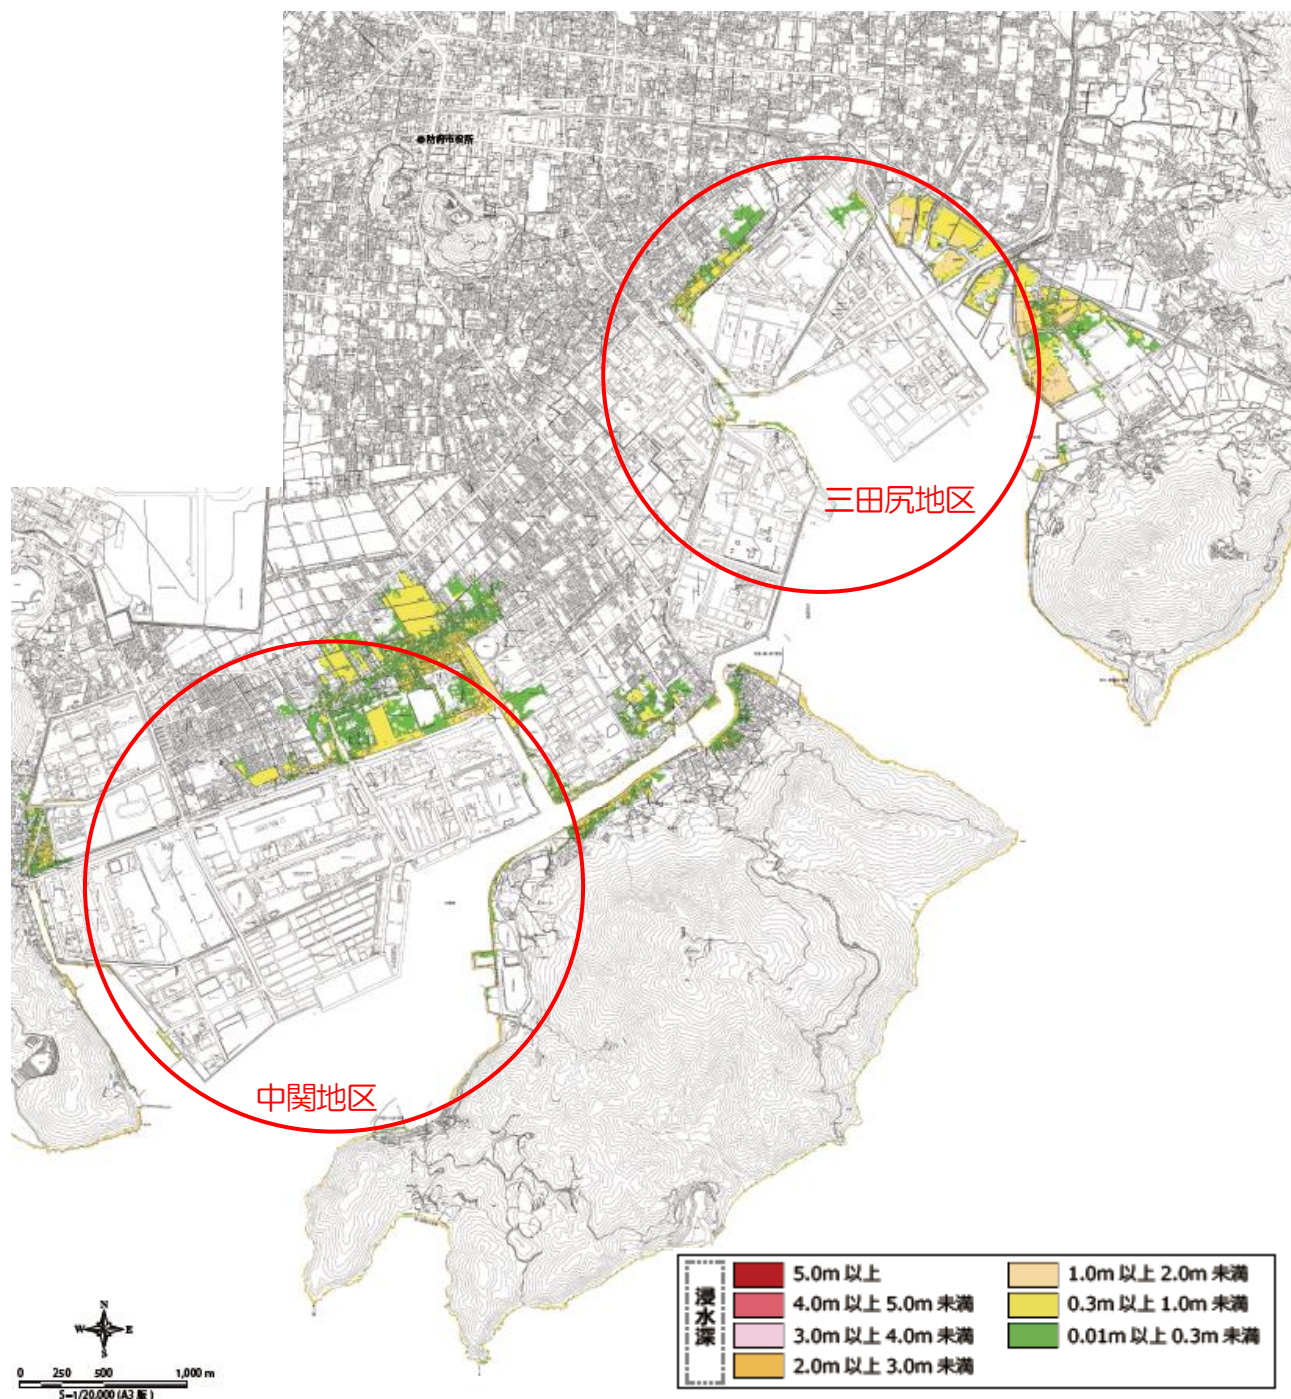 ●防府市役所
三田尻地区
中関地区
浸水深
5.0m 以上
4.0m 以上 5.0m 未満
3.0m 以上 4.0m 未満
2.0m 以上 3.0m 未満
1.0m 以上 2.0m 未満
0.3m 以上 1.0m 未満
0.01m 以上 0.3m 未満
N
W E
S
0 250 500 1,000 m
S=1/20,000 (A3 版)